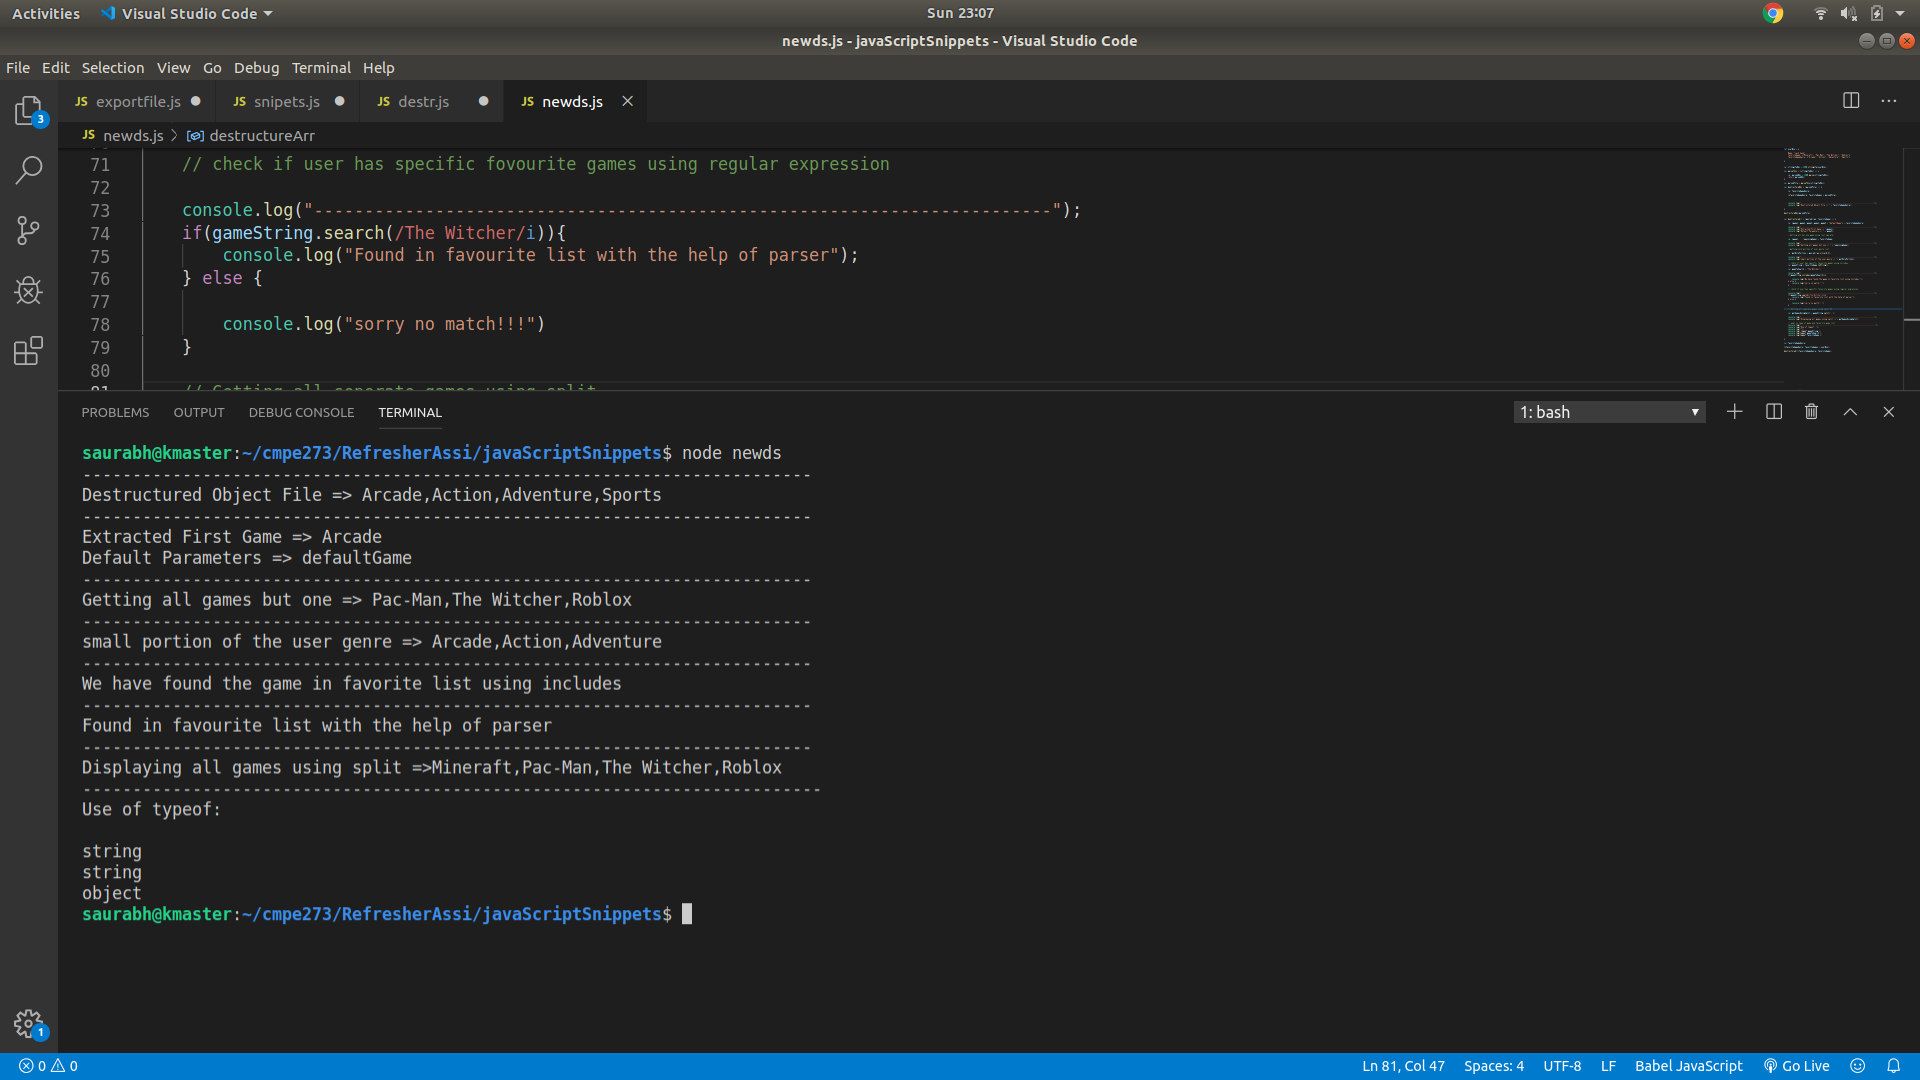 Activities Visual Studio Code Sun 23:07
newds.js - javaScriptSnippets - Visual Studio Code
File Edit Selection View Go Debug Terminal Help
3
JS exportfile.js JS snipets.js JS destr.js JS newds.js
JS newds.js > destructureArr
71 // check if user has specific fovourite games using regular expression
72
73 console.log("-------------------------------------------------------------------------");
74 if(gameString.search(/The Witcher/i)){
75 console.log("Found in favourite list with the help of parser");
76 } else {
77
78 console.log("sorry no match!!!")
79 }
80
81 // Getting all seperate games using split
PROBLEMS OUTPUT DEBUG CONSOLE TERMINAL 1: bash
saurabh@kmaster:~/cmpe273/RefresherAssi/javaScriptSnippets$ node newds
-------------------------------------------------------------------------
Destructured Object File => Arcade,Action,Adventure,Sports
-------------------------------------------------------------------------
Extracted First Game => Arcade
Default Parameters => defaultGame
-------------------------------------------------------------------------
Getting all games but one => Pac-Man,The Witcher,Roblox
-------------------------------------------------------------------------
small portion of the user genre => Arcade,Action,Adventure
-------------------------------------------------------------------------
We have found the game in favorite list using includes
-------------------------------------------------------------------------
Found in favourite list with the help of parser
-------------------------------------------------------------------------
Displaying all games using split =>Mineraft,Pac-Man,The Witcher,Roblox
--------------------------------------------------------------------------
Use of typeof:
string
string
object
saurabh@kmaster:~/cmpe273/RefresherAssi/javaScriptSnippets$
1
0 0 Ln 81, Col 47 Spaces: 4 UTF-8 LF Babel JavaScript Go Live